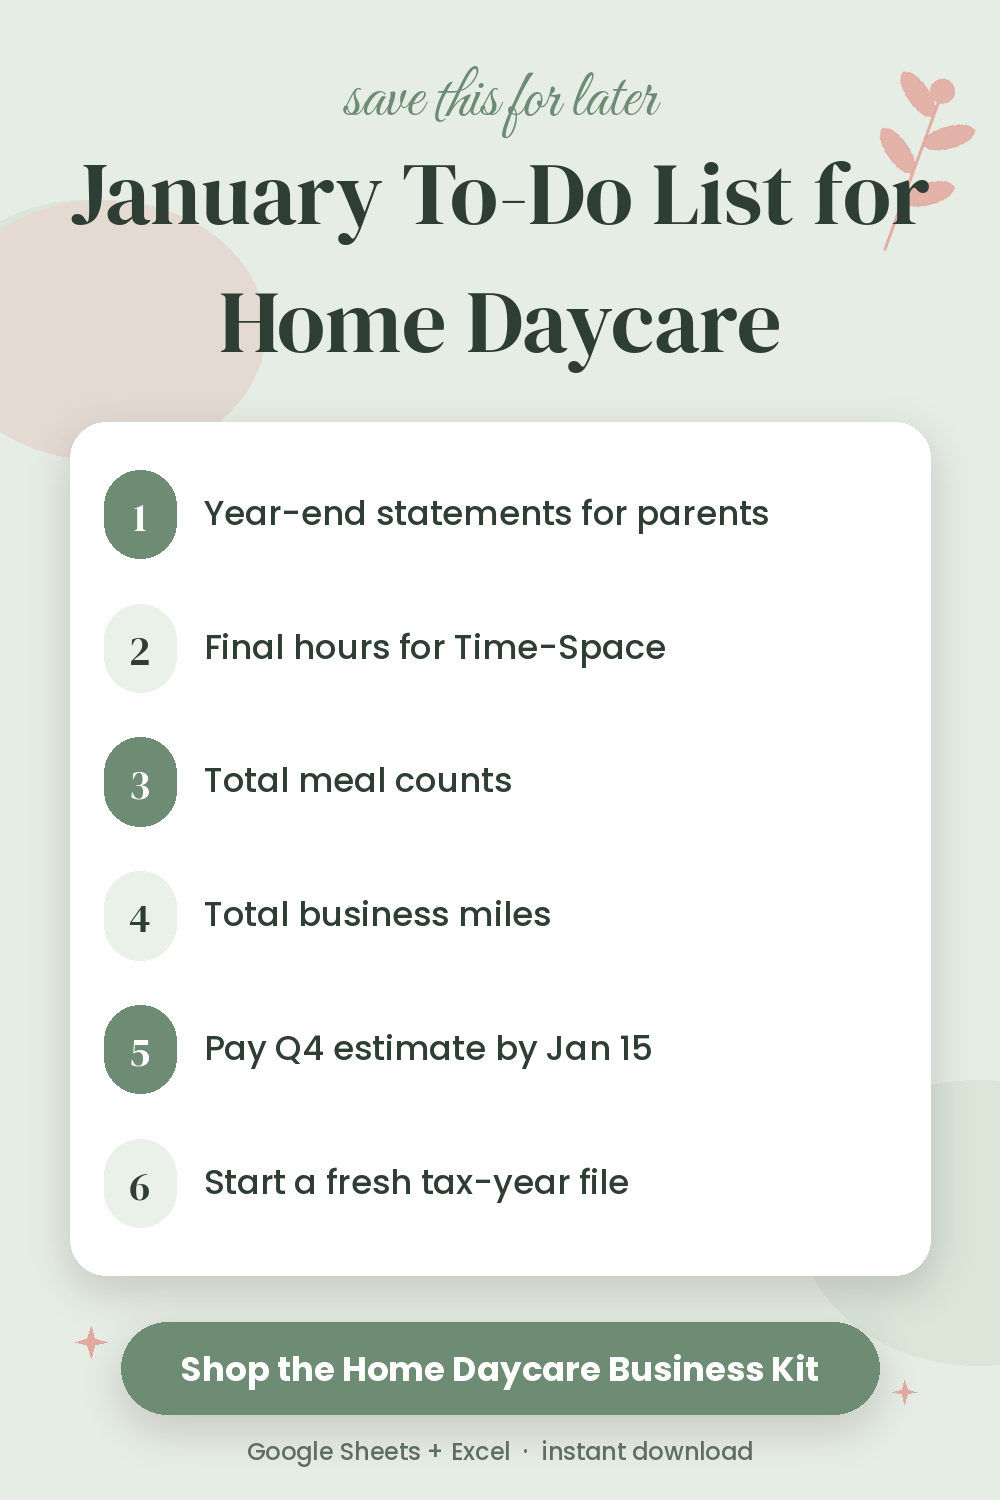 save this for later
January To-Do List for
Home Daycare
1 Year-end statements for parents
2 Final hours for Time-Space
3 Total meal counts
4 Total business miles
5 Pay Q4 estimate by Jan 15
6 Start a fresh tax-year file
Shop the Home Daycare Business Kit
Google Sheets + Excel · instant download